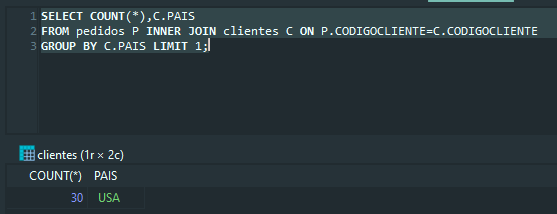 1 SELECT COUNT(*),C.PAIS
2 FROM pedidos P INNER JOIN clientes C ON P.CODIGOCLIENTE=C.CODIGOCLIENTE
3 GROUP BY C.PAIS LIMIT 1;
clientes (1r × 2c)
COUNT(*) PAIS
30 USA